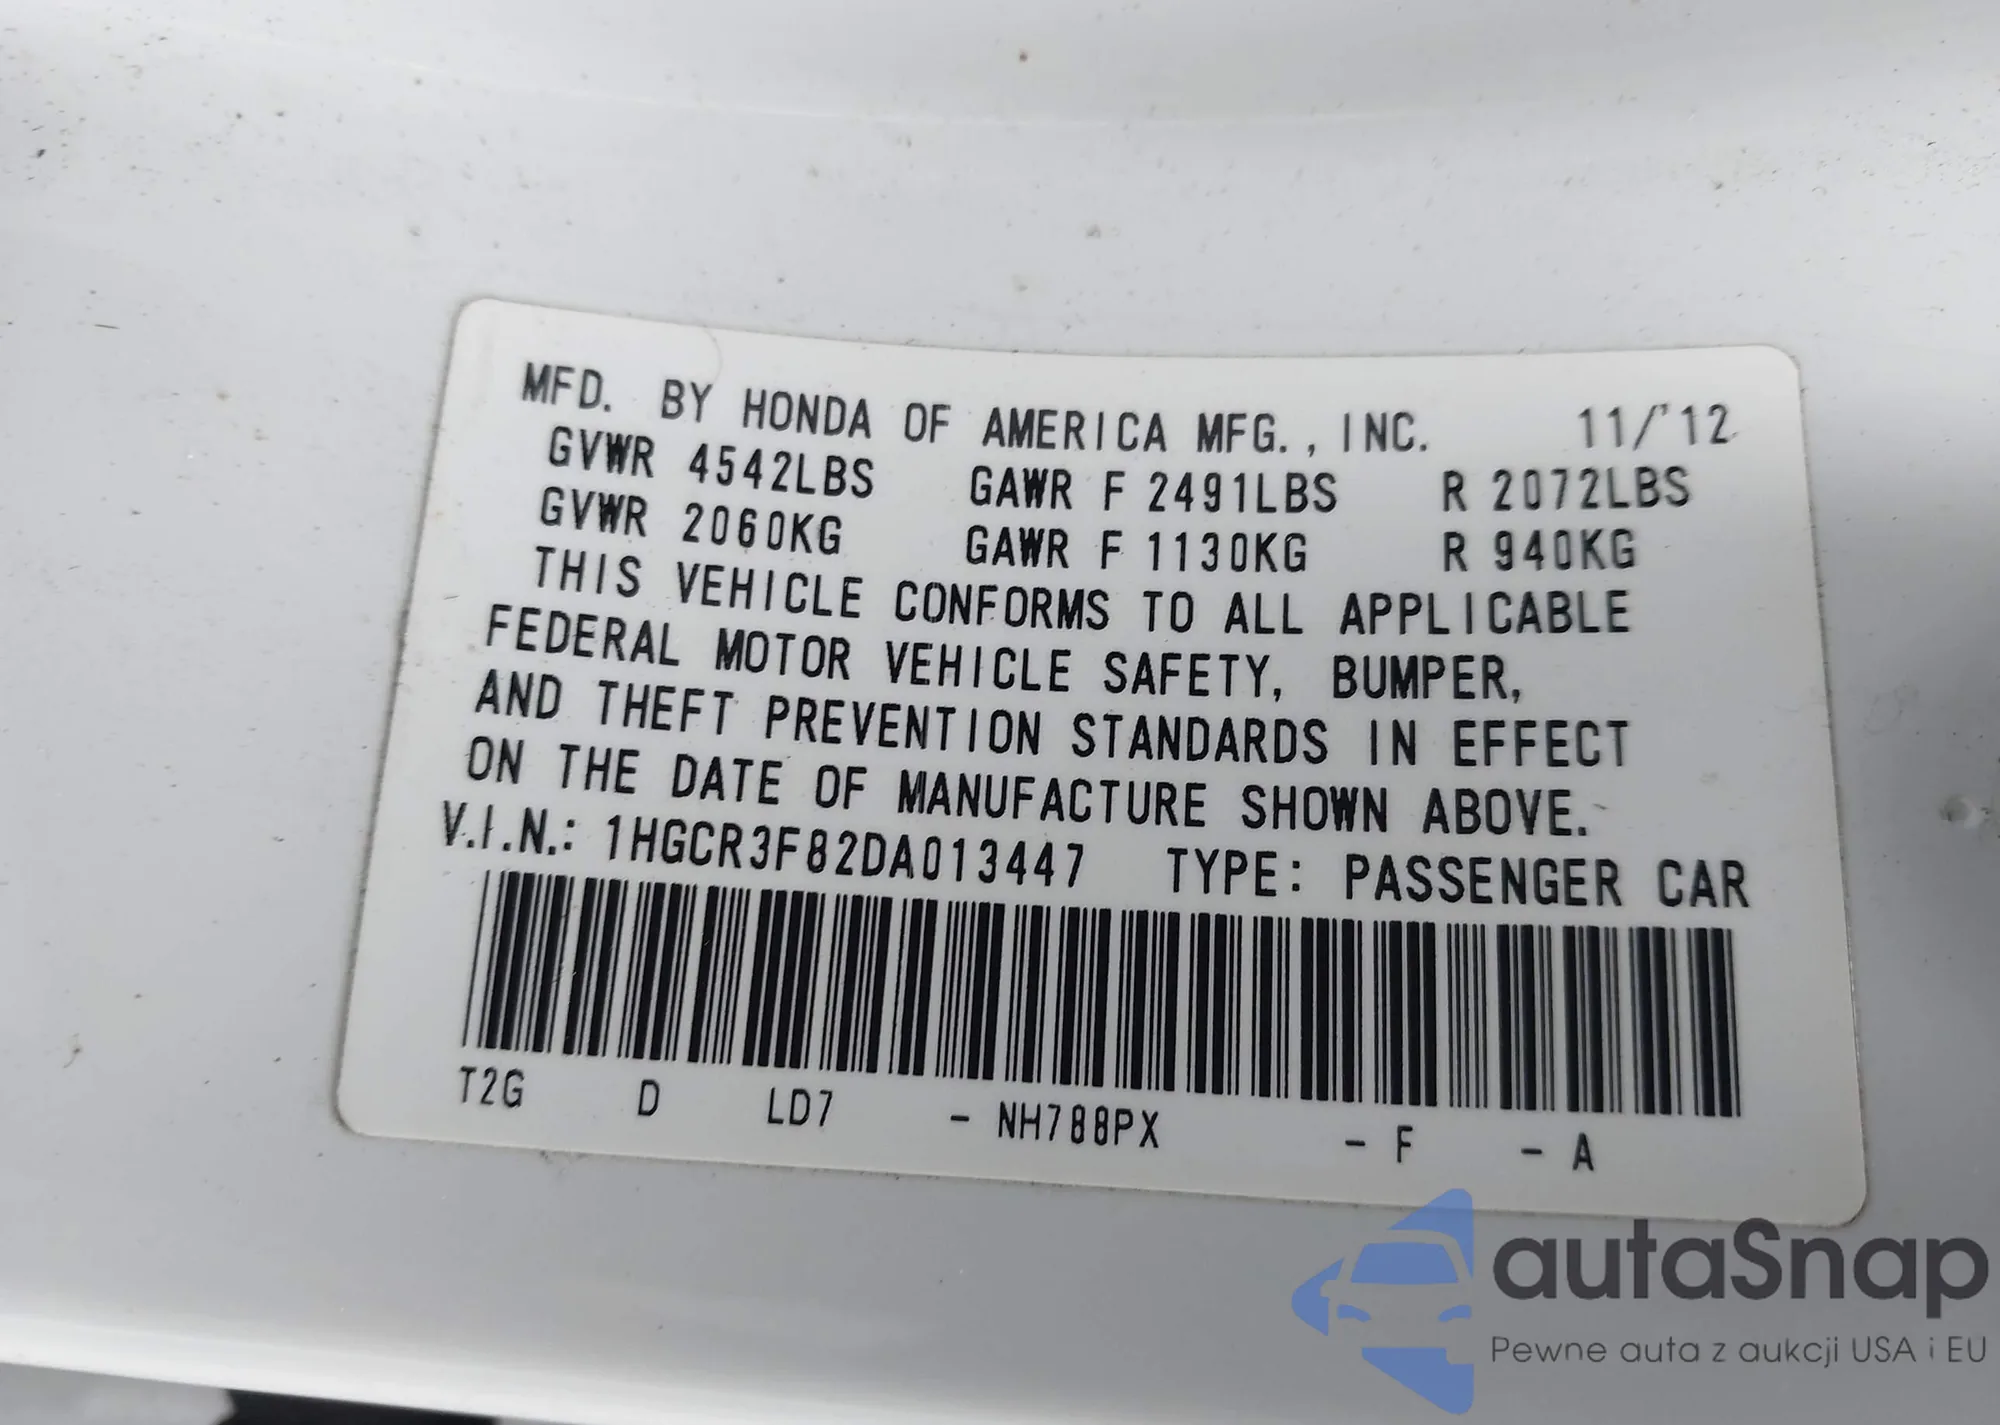 MFD. BY HONDA OF AMERICA MFG., INC. 11/'12
GVWR 4542LBS GAWR F 2491LBS R 2072LBS
GVWR 2060KG GAWR F 1130KG R 940KG
THIS VEHICLE CONFORMS TO ALL APPLICABLE
FEDERAL MOTOR VEHICLE SAFETY, BUMPER,
AND THEFT PREVENTION STANDARDS IN EFFECT
ON THE DATE OF MANUFACTURE SHOWN ABOVE.
V.I.N.: 1HGCR3F82DA013447 TYPE: PASSENGER CAR
T2G D LD7 - NH788PX - F - A
autaSnap
Pewne auta z aukcji USA i EU